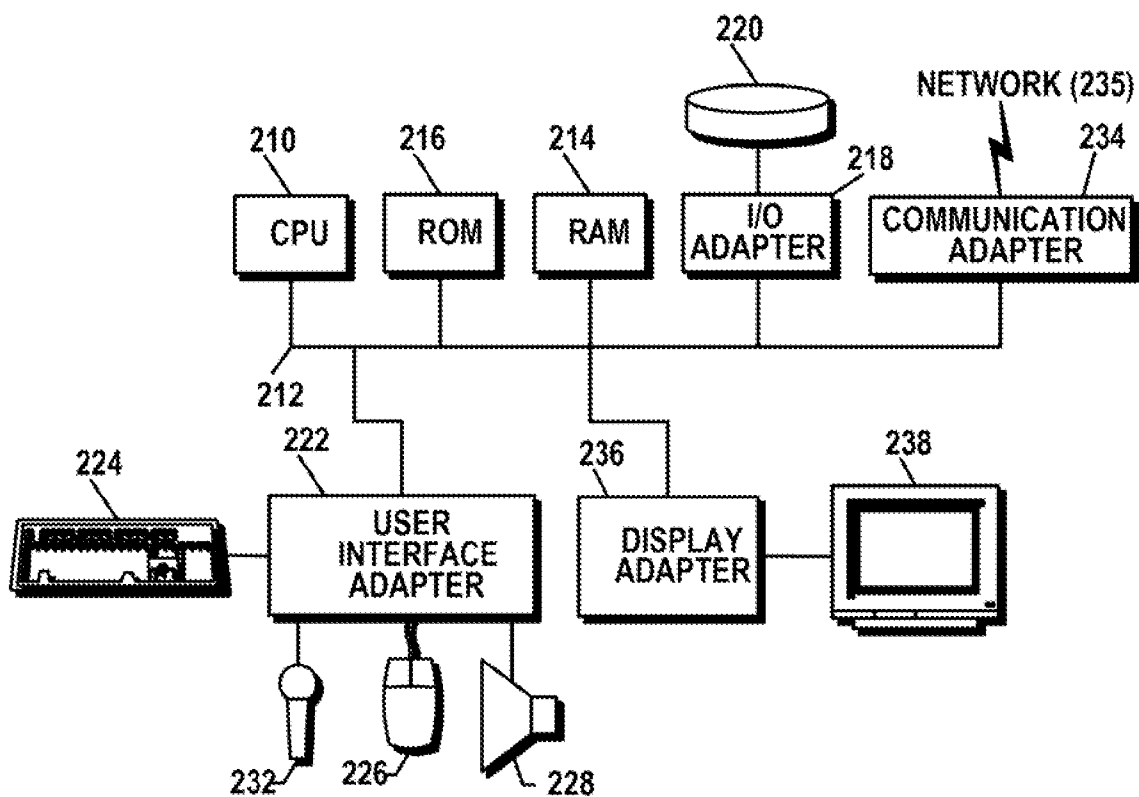 220
NETWORK (235)
210
216
214
218
234
CPU
ROM
RAM
I/O
ADAPTER
COMMUNICATION
ADAPTER
212
222
236
238
224
USER
INTERFACE
ADAPTER
DISPLAY
ADAPTER
232
226
228